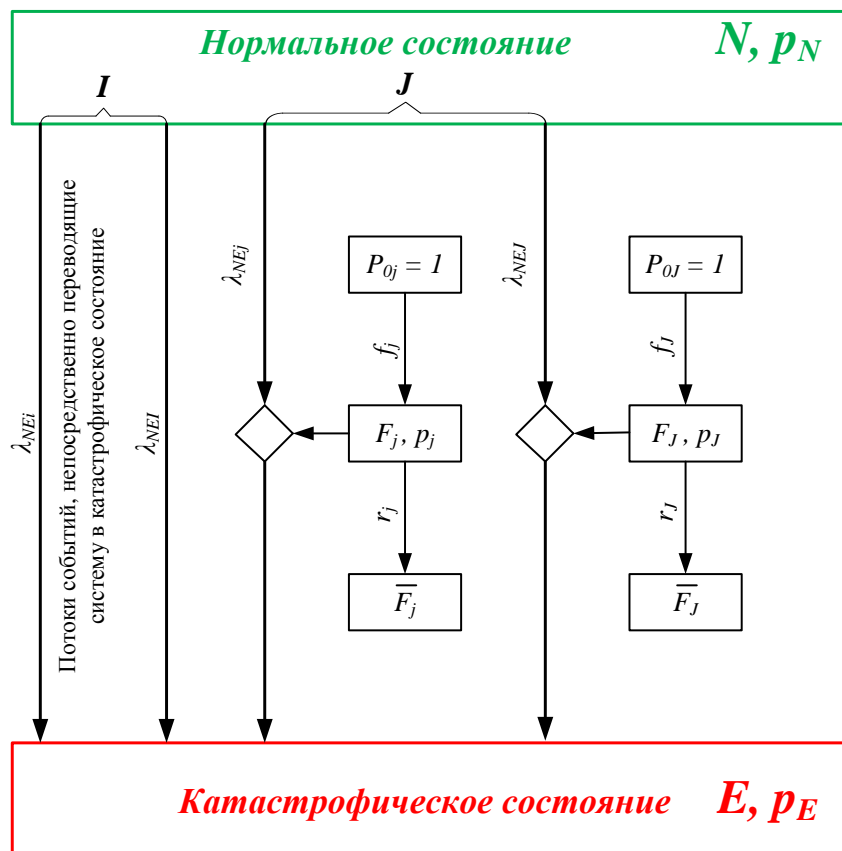 Нормальное состояние N, p_N
I
J
Потоки событий, непосредственно переводящие
систему в катастрофическое состояние
λ_NEi
λ_NEI
λ_NEj
λ_NEJ
P_0j = 1
P_0J = 1
f_j
f_J
F_j, p_j
F_J, p_J
r_j
r_J
F̅_j
F̅_J
Катастрофическое состояние E, p_E